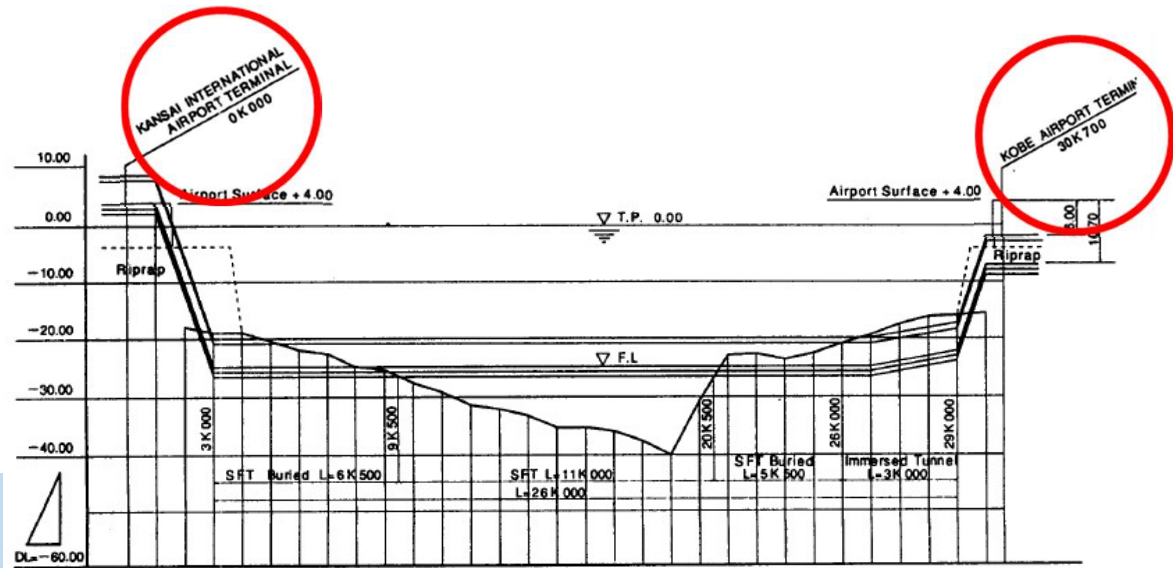 KANSAI INTERNATIONAL
AIRPORT TERMINAL
0K000
KOBE AIRPORT TERMIN
30K700
10.00
Airport Surface + 4.00
Airport Surface + 4.00
0.00
T.P. 0.00
6.00
10.70
Riprap
Riprap
-10.00
-20.00
F.L
-30.00
3K000
9K500
20K500
26K000
29K000
-40.00
SFT Buried L=6K500
SFT L=11K000
SFT Buried
L=5K500
Immersed Tunnel
L=3K000
L=26K000
DL=-60.00